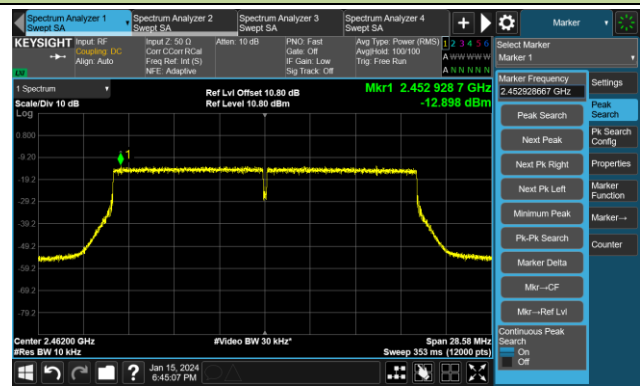 Spectrum Analyzer 1
Swept SA
Spectrum Analyzer 2
Swept SA
Spectrum Analyzer 3
Swept SA
Spectrum Analyzer 4
Swept SA
+
Marker
KEYSIGHT
Input: RF
Coupling: DC
Align: Auto
Input Z: 50 Ω
Corr CCorr RCal
Freq Ref: Int (S)
NFE: Adaptive
Atten: 10 dB
PNO: Fast
Gate: Off
IF Gain: Low
Sig Track: Off
Avg Type: Power (RMS)
Avg|Hold: 100/100
Trig: Free Run
1 2 3 4 5 6
A W W W W W
A N N N N N
LXI
Select Marker
Marker 1
1 Spectrum
Scale/Div 10 dB
Log
Ref Lvl Offset 10.80 dB
Ref Level 10.80 dBm
Mkr1 2.452 928 7 GHz
-12.898 dBm
0.800
-9.20
-19.2
-29.2
-39.2
-49.2
-59.2
-69.2
-79.2
1
Center 2.46200 GHz
#Res BW 10 kHz
#Video BW 30 kHz*
Span 28.58 MHz
Sweep 353 ms (12000 pts)
Marker Frequency
2.452928667 GHz
Peak Search
Next Peak
Next Pk Right
Next Pk Left
Minimum Peak
Pk-Pk Search
Marker Delta
Mkr→CF
Mkr→Ref Lvl
Continuous Peak
Search
On
Off
Settings
Peak
Search
Pk Search
Config
Properties
Marker
Function
Marker→
Counter
?
Jan 15, 2024
6:45:07 PM